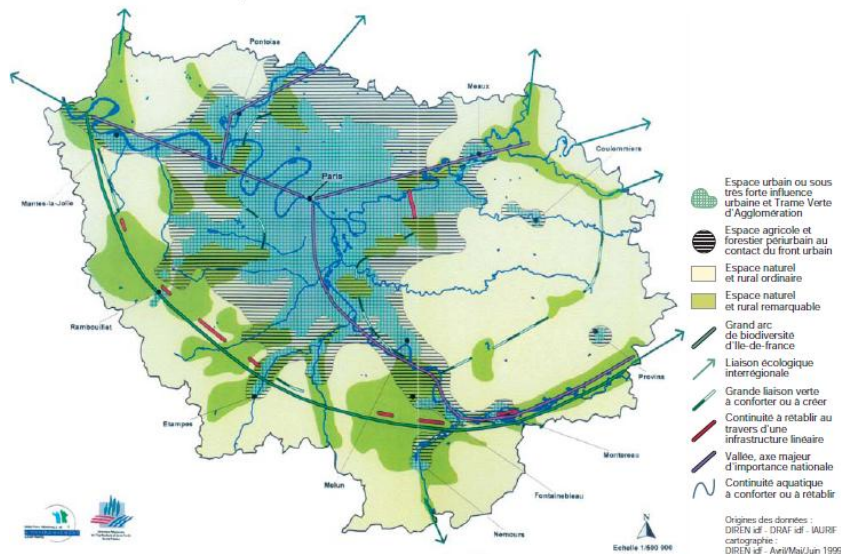 Pontoise
Meaux
Coulommiers
Paris
Mantes-la-Jolie
Rambouillet
Provins
Etampes
Montereau
Melun
Fontainebleau
Nemours
Espace urbain ou sous
très forte influence
urbaine et Trame Verte
d'Agglomération
Espace agricole et
forestier périurbain au
contact du front urbain
Espace naturel
et rural ordinaire
Espace naturel
et rural remarquable
Grand arc
de biodiversité
d'Ile-de-france
Liaison écologique
interrégionale
Grande liaison verte
à conforter ou à créer
Continuité à rétablir au
travers d'une
infrastructure linéaire
Vallée, axe majeur
d'importance nationale
Continuité aquatique
à conforter ou à rétablir
N
Echelle 1/500 000
Origines des données :
DIREN idf - DRAF idf - IAURIF
cartographie :
DIREN idf - Avril/Mai/Juin 1999